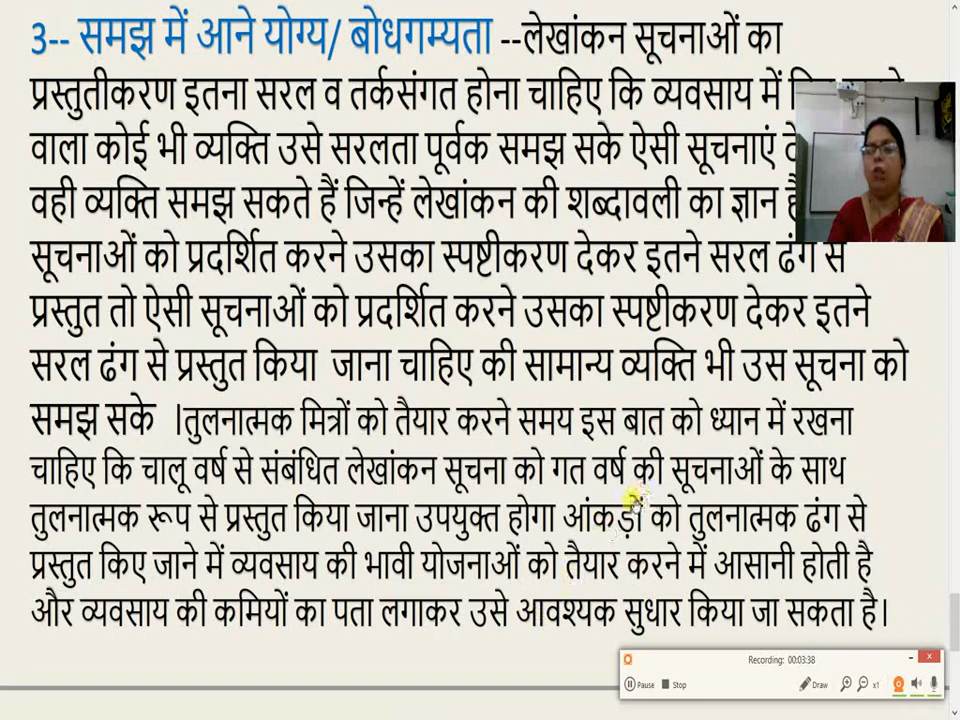 3-- समझ में आने योग्य/ बोधगम्यता --लेखांकन सूचनाओं का
प्रस्तुतीकरण इतना सरल व तर्कसंगत होना चाहिए कि व्यवसाय में
वाला कोई भी व्यक्ति उसे सरलता पूर्वक समझ सके ऐसी सूचनाएं
वही व्यक्ति समझ सकते हैं जिन्हें लेखांकन की शब्दावली का ज्ञान
सूचनाओं को प्रदर्शित करने उसका स्पष्टीकरण देकर इतने सरल ढंग से
प्रस्तुत तो ऐसी सूचनाओं को प्रदर्शित करने उसका स्पष्टीकरण देकर इतने
सरल ढंग से प्रस्तुत किया जाना चाहिए की सामान्य व्यक्ति भी उस सूचना को
समझ सके ।तुलनात्मक मित्रों को तैयार करने समय इस बात को ध्यान में रखना
चाहिए कि चालू वर्ष से संबंधित लेखांकन सूचना को गत वर्ष की सूचनाओं के साथ
तुलनात्मक रूप से प्रस्तुत किया जाना उपयुक्त होगा आंकड़ों को तुलनात्मक ढंग से
प्रस्तुत किए जाने में व्यवसाय की भावी योजनाओं को तैयार करने में आसानी होती है
और व्यवसाय की कमियों का पता लगाकर उसे आवश्यक सुधार किया जा सकता है।
Recording: 00:03:38
Pause Stop Draw x1